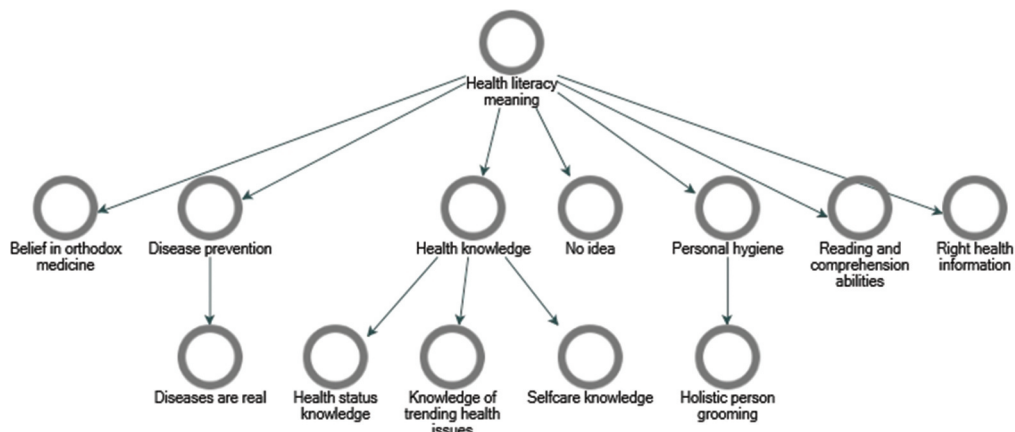 Health literacy
meaning
Belief in orthodox
medicine
Disease prevention
Health knowledge
No idea
Personal hygiene
Reading and
comprehension
abilities
Right health
information
Diseases are real
Health status
knowledge
Knowledge of
trending health
issues
Selfcare knowledge
Holistic person
grooming